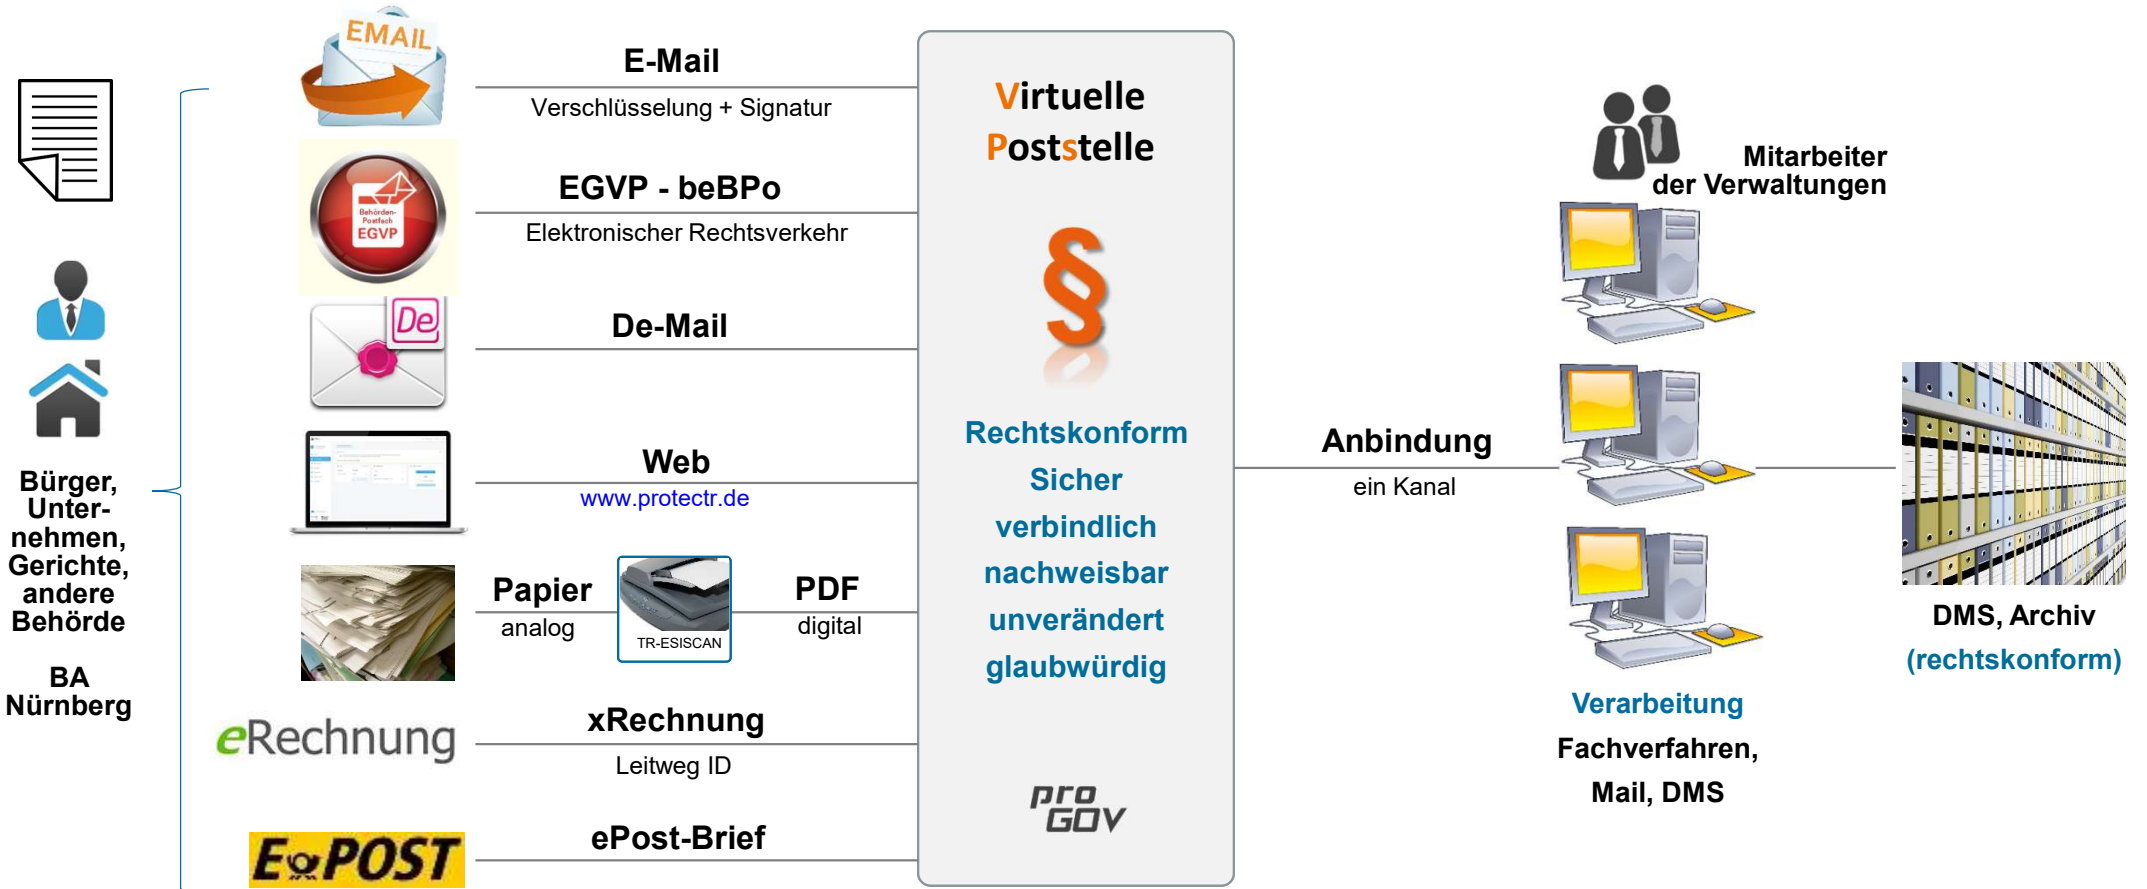 Bürger,
Unter-
nehmen,
Gerichte,
andere
Behörde
BA
Nürnberg
EMAIL
E-Mail
Verschlüsselung + Signatur
Behörden-
Postfach
EGVP
EGVP - beBPo
Elektronischer Rechtsverkehr
De
De-Mail
Web
www.protectr.de
Papier
analog
TR-ESISCAN
PDF
digital
eRechnung
xRechnung
Leitweg ID
E POST
ePost-Brief
Virtuelle
Poststelle
§
Rechtskonform
Sicher
verbindlich
nachweisbar
unverändert
glaubwürdig
pro
GOV
Anbindung
ein Kanal
Mitarbeiter
der Verwaltungen
Verarbeitung
Fachverfahren,
Mail, DMS
DMS, Archiv
(rechtskonform)